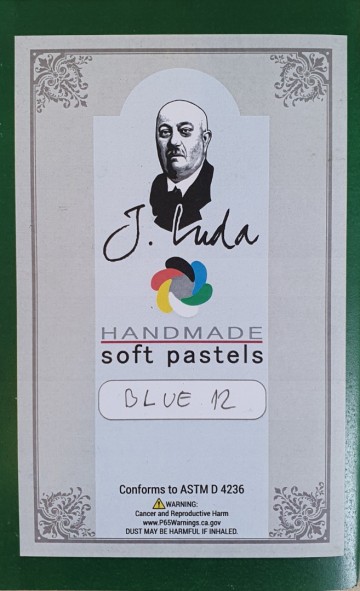 J. Luda
HANDMADE
soft pastels
BLUE 12
Conforms to ASTM D 4236
WARNING:
Cancer and Reproductive Harm
www.P65Warnings.ca.gov
DUST MAY BE HARMFUL IF INHALED.